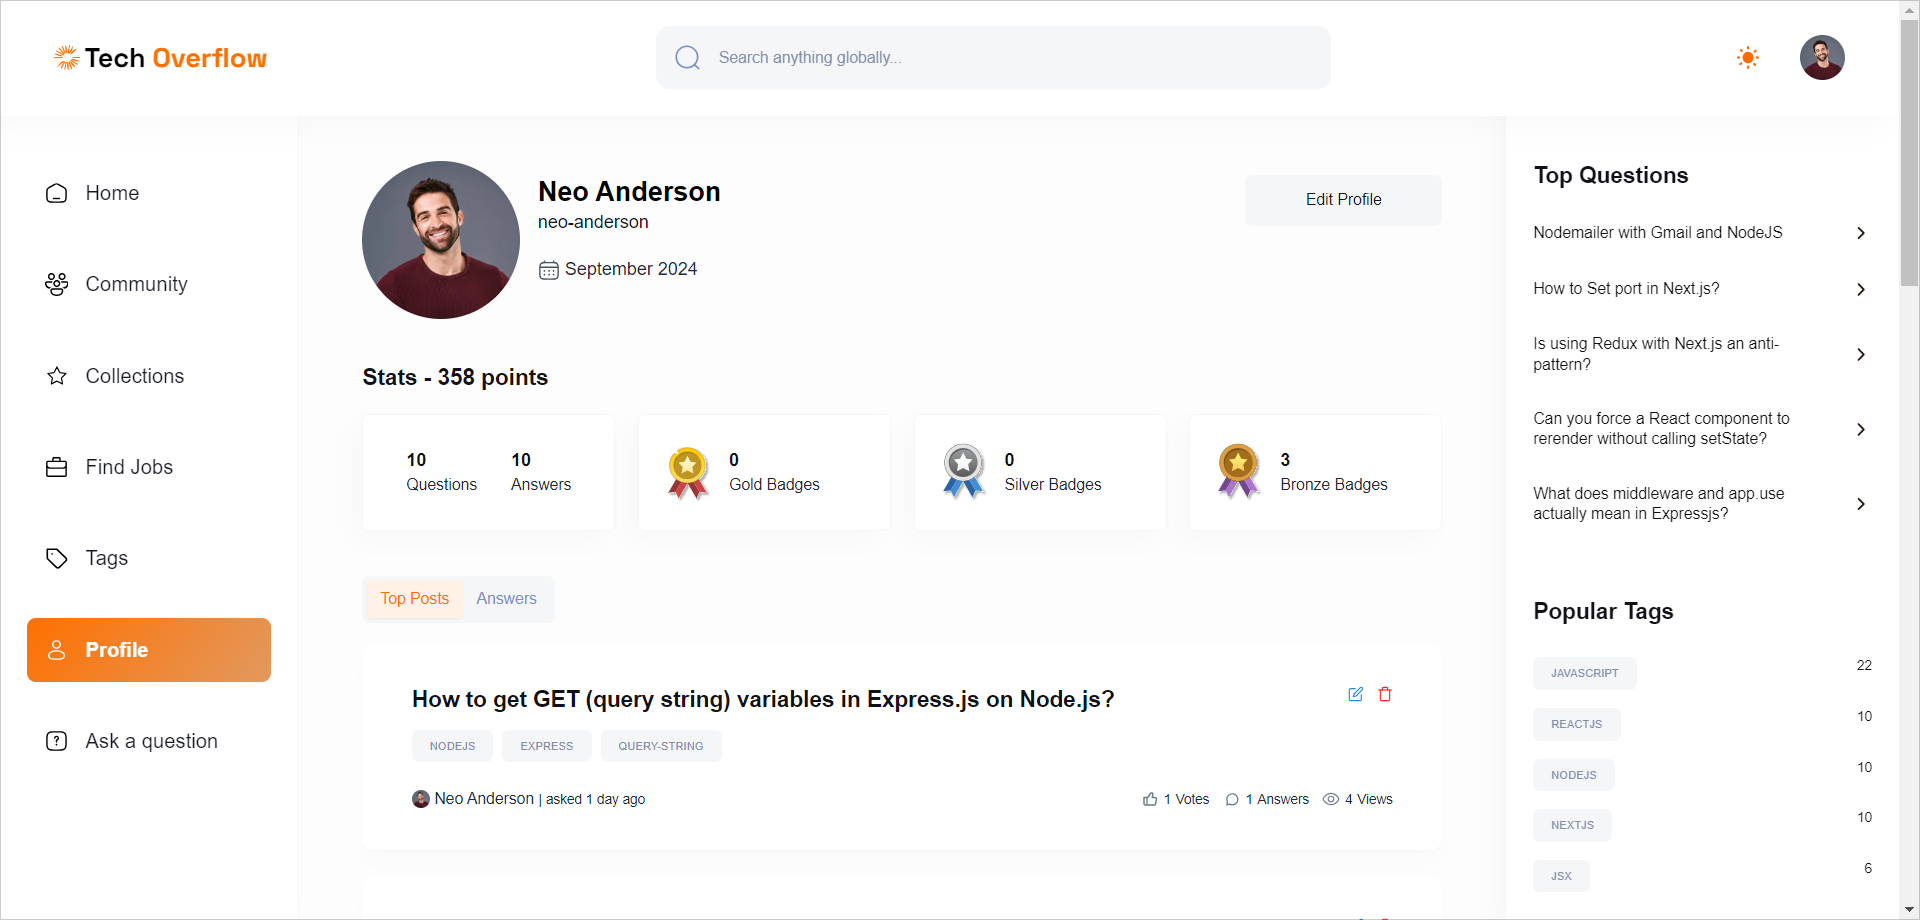 Tech Overflow
Search anything globally...
Home
Community
Collections
Find Jobs
Tags
Profile
Ask a question
Neo Anderson
neo-anderson
September 2024
Edit Profile
Stats - 358 points
10
Questions
10
Answers
0
Gold Badges
0
Silver Badges
3
Bronze Badges
Top Posts
Answers
How to get GET (query string) variables in Express.js on Node.js?
NODEJS
EXPRESS
QUERY-STRING
Neo Anderson | asked 1 day ago
1 Votes
1 Answers
4 Views
Top Questions
Nodemailer with Gmail and NodeJS
How to Set port in Next.js?
Is using Redux with Next.js an anti-
pattern?
Can you force a React component to
rerender without calling setState?
What does middleware and app.use
actually mean in Expressjs?
Popular Tags
JAVASCRIPT 22
REACTJS 10
NODEJS 10
NEXTJS 10
JSX 6